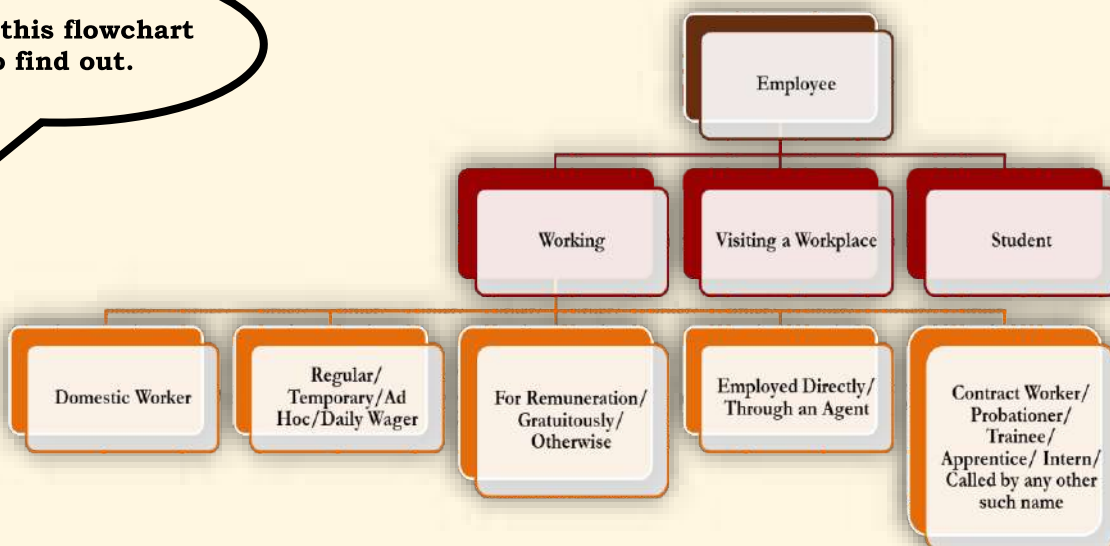 this flowchart
find out.
Employee
Working
Visiting a Workplace
Student
Domestic Worker
Regular/
Temporary/Ad
Hoc/Daily Wager
For Remuneration/
Gratuitously/
Otherwise
Employed Directly/
Through an Agent
Contract Worker/
Probationer/
Trainee/
Apprentice/ Intern/
Called by any other
such name